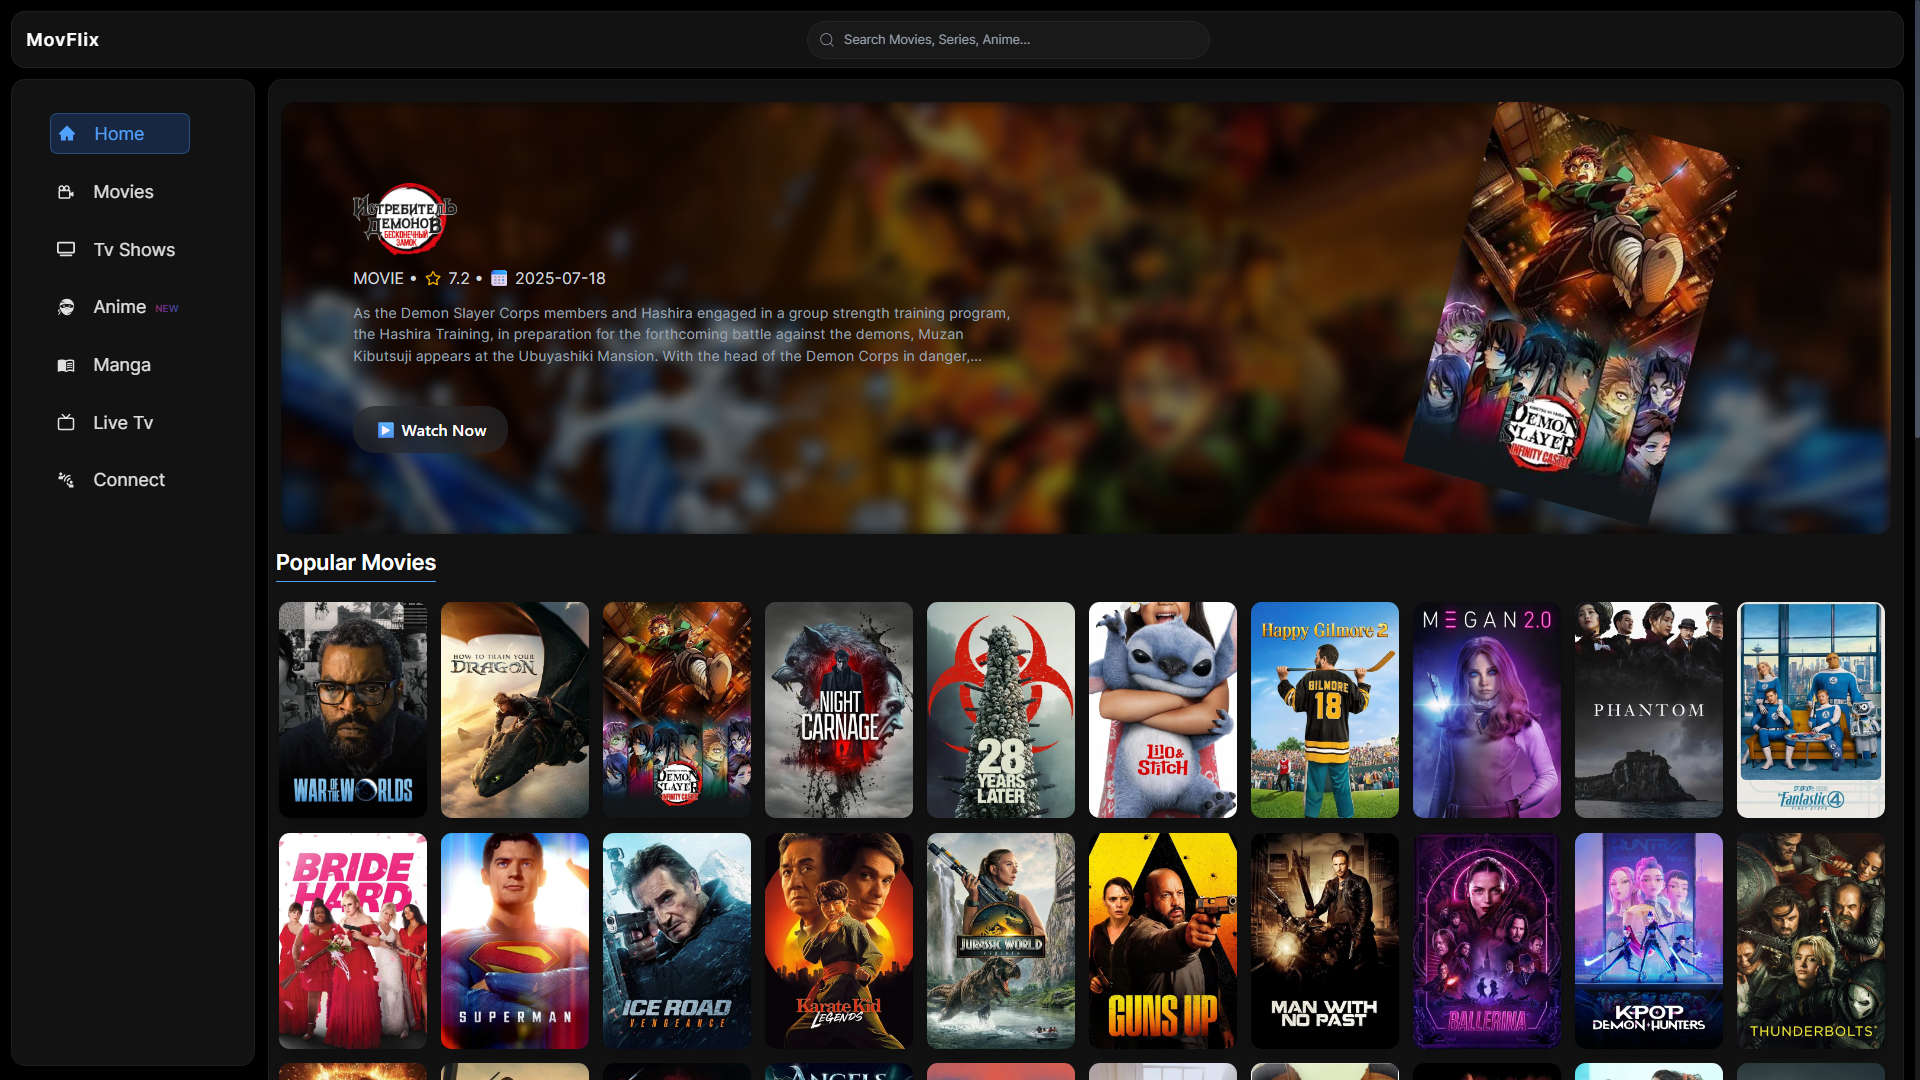 MovFlix
Search Movies, Series, Anime...
Home
Movies
Tv Shows
Anime NEW
Manga
Live Tv
Connect
ИстребителЬ
ДемоноВ
БЕСКОНЕЧНЫЙ
ЗАМОК
MOVIE • 7.2 • 2025-07-18
As the Demon Slayer Corps members and Hashira engaged in a group strength training program,
the Hashira Training, in preparation for the forthcoming battle against the demons, Muzan
Kibutsuji appears at the Ubuyashiki Mansion. With the head of the Demon Corps in danger,...
Watch Now
DEMON
SLAYER
INFINITY CASTLE
Popular Movies
WAR OF THE WORLDS
HOW TO TRAIN YOUR
DRAGON
DEMON
SLAYER
INFINITY CASTLE
NIGHT
CARNAGE
28
YEARS
LATER
Lilo &
Stitch
Happy Gilmore 2
GILMORE
18
MEGAN 2.0
PHANTOM
Fantastic 4
FIRST STEPS
BRIDE
HARD
SUPERMAN
ICE ROAD
VENGEANCE
Karate Kid
LEGENDS
JURASSIC WORLD
GUNS UP
MAN WITH
NO PAST
BALLERINA
HUNTR/X
KPOP
DEMON HUNTERS
THUNDERBOLTS*
ANGELS